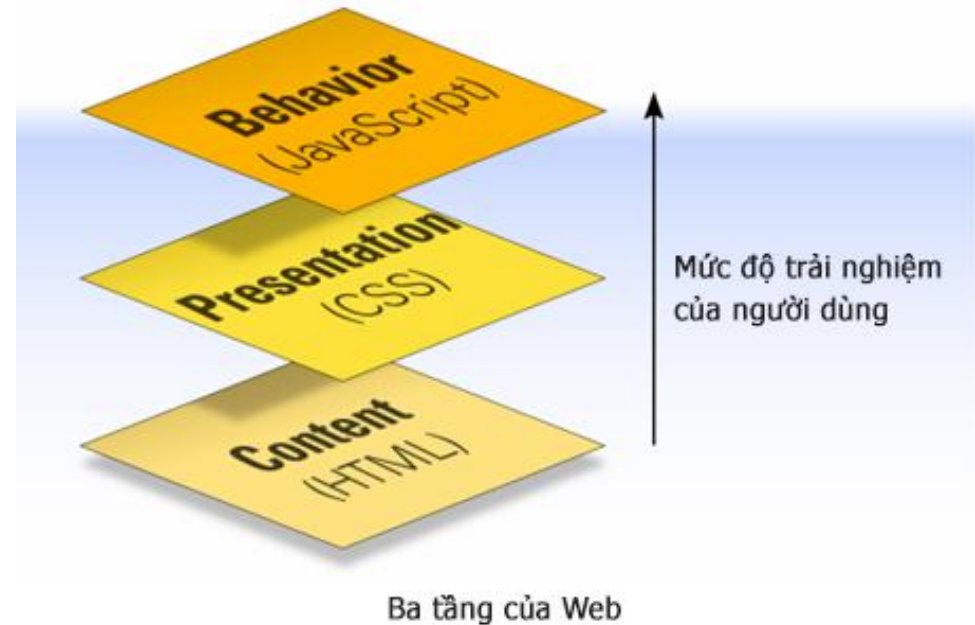 Behavior
(JavaScript)
Presentation
(CSS)
Content
(HTML)
Mức độ trải nghiệm
của người dùng
Ba tầng của Web